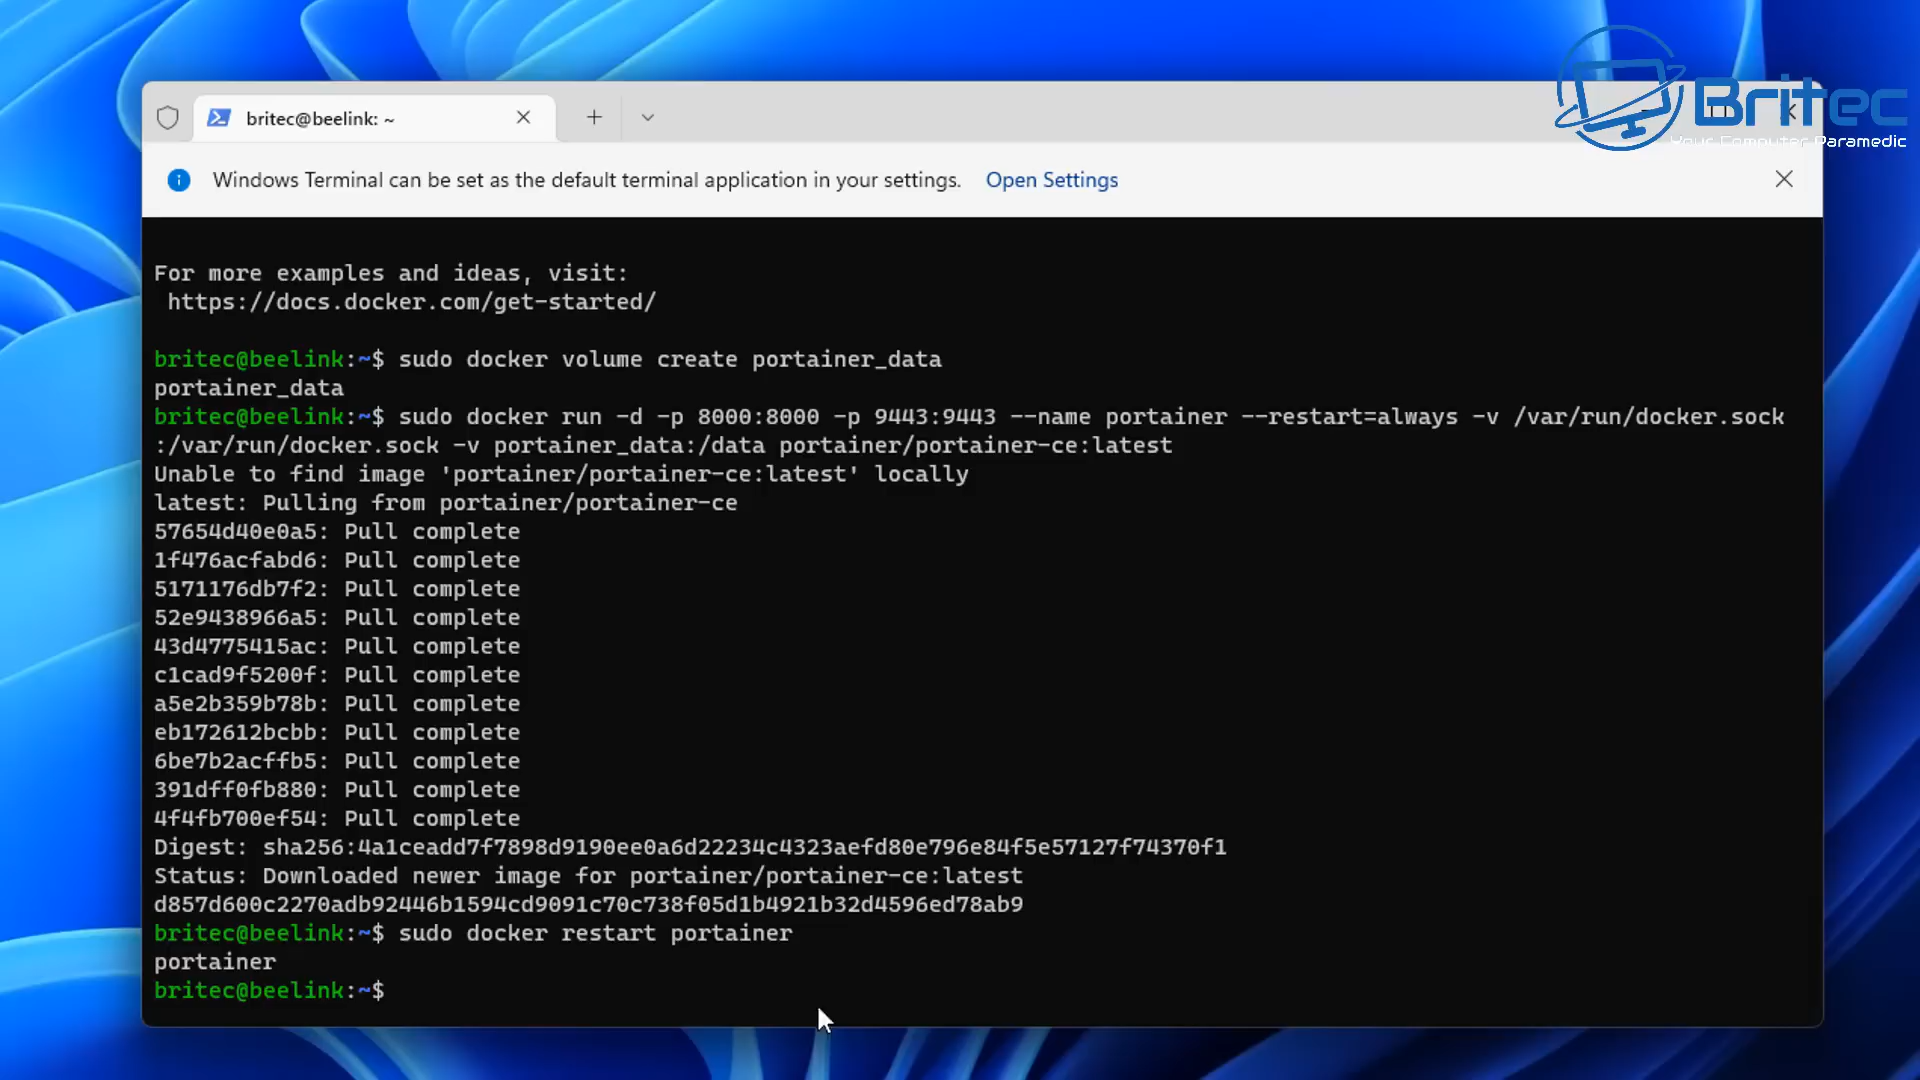 Britec
Your Computer Paramedic
britec@beelink: ~
Windows Terminal can be set as the default terminal application in your settings. Open Settings
For more examples and ideas, visit:
https://docs.docker.com/get-started/
britec@beelink:~$ sudo docker volume create portainer_data
portainer_data
britec@beelink:~$ sudo docker run -d -p 8000:8000 -p 9443:9443 --name portainer --restart=always -v /var/run/docker.sock
:/var/run/docker.sock -v portainer_data:/data portainer/portainer-ce:latest
Unable to find image 'portainer/portainer-ce:latest' locally
latest: Pulling from portainer/portainer-ce
57654d40e0a5: Pull complete
1f476acfabd6: Pull complete
5171176db7f2: Pull complete
52e9438966a5: Pull complete
43d4775415ac: Pull complete
c1cad9f5200f: Pull complete
a5e2b359b78b: Pull complete
eb172612bcbb: Pull complete
6be7b2acffb5: Pull complete
391dff0fb880: Pull complete
4f4fb700ef54: Pull complete
Digest: sha256:4a1ceadd7f7898d9190ee0a6d22234c4323aefd80e796e84f5e57127f74370f1
Status: Downloaded newer image for portainer/portainer-ce:latest
d857d600c2270adb92446b1594cd9091c70c738f05d1b4921b32d4596ed78ab9
britec@beelink:~$ sudo docker restart portainer
portainer
britec@beelink:~$